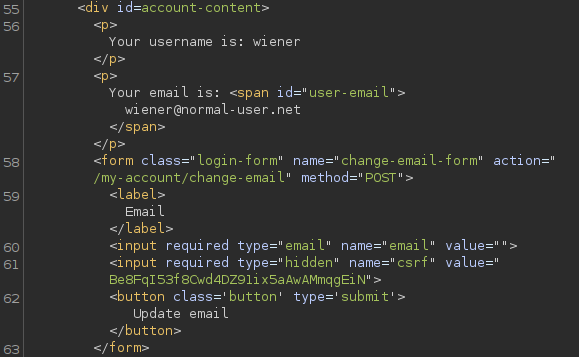 55 <div id=account-content>
56 <p>
Your username is: wiener
</p>
57 <p>
Your email is: <span id="user-email">
wiener@normal-user.net
</span>
</p>
58 <form class="login-form" name="change-email-form" action="
/my-account/change-email" method="POST">
59 <label>
Email
</label>
60 <input required type="email" name="email" value="">
61 <input required type="hidden" name="csrf" value="
Be8FqI53f8Cwd4DZ9lix5aAwAMmqgEiN">
62 <button class='button' type='submit'>
Update email
</button>
63 </form>